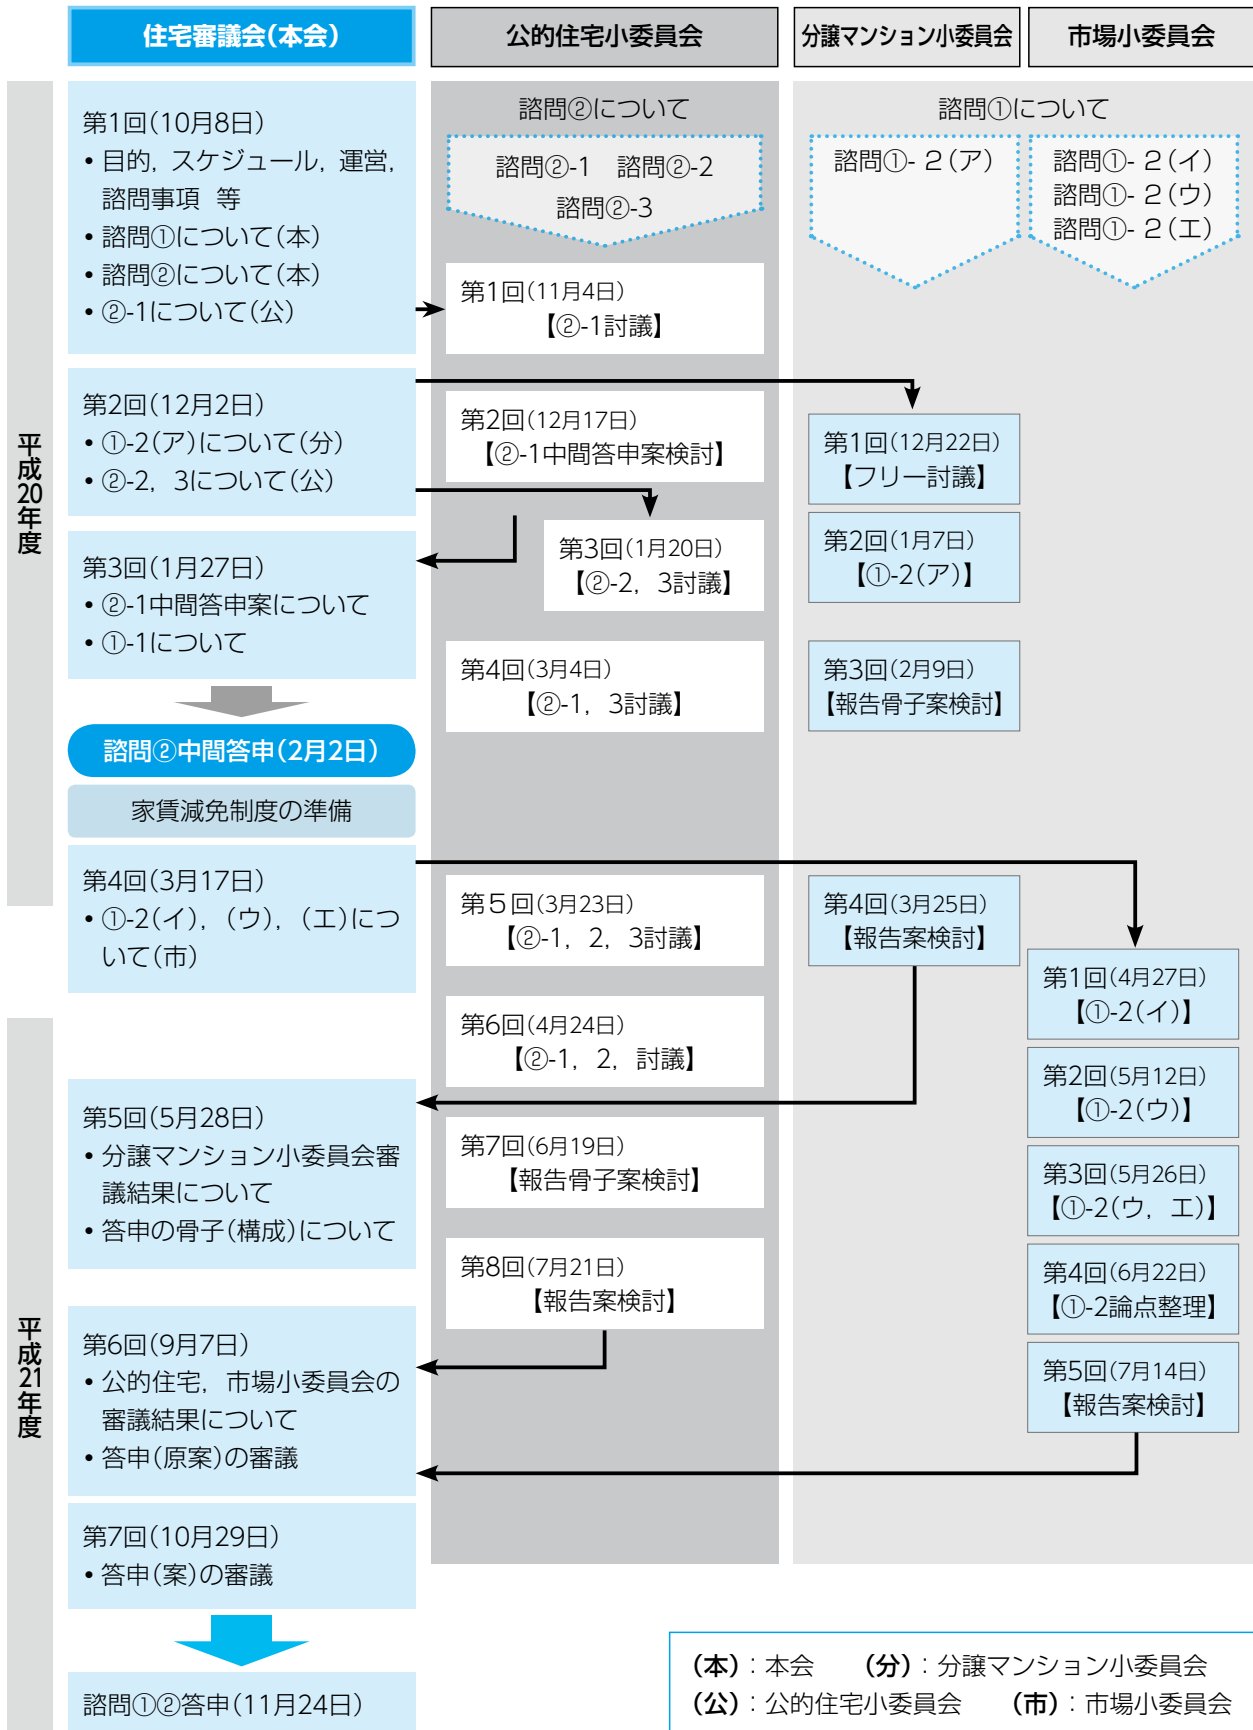 住宅審議会(本会)
公的住宅小委員会
分譲マンション小委員会
市場小委員会
平成20年度
第1回(10月8日)
• 目的, スケジュール, 運営,
諮問事項 等
• 諮問①について(本)
• 諮問②について(本)
• ②-1について(公)
第2回(12月2日)
• ①-2(ア)について(分)
• ②-2, 3について(公)
第3回(1月27日)
• ②-1中間答申案について
• ①-1について
諮問②中間答申(2月2日)
家賃減免制度の準備
第4回(3月17日)
• ①-2(イ), (ウ), (エ)につ
いて(市)
平成21年度
第5回(5月28日)
• 分譲マンション小委員会審
議結果について
• 答申の骨子(構成)について
第6回(9月7日)
• 公的住宅, 市場小委員会の
審議結果について
• 答申(原案)の審議
第7回(10月29日)
• 答申(案)の審議
諮問①②答申(11月24日)
諮問②について
諮問②-1 諮問②-2
諮問②-3
第1回(11月4日)
【②-1討議】
第2回(12月17日)
【②-1中間答申案検討】
第3回(1月20日)
【②-2, 3討議】
第4回(3月4日)
【②-1, 3討議】
第5回(3月23日)
【②-1, 2, 3討議】
第6回(4月24日)
【②-1, 2, 討議】
第7回(6月19日)
【報告骨子案検討】
第8回(7月21日)
【報告案検討】
諮問①について
諮問①-2(ア)
第1回(12月22日)
【フリー討議】
第2回(1月7日)
【①-2(ア)】
第3回(2月9日)
【報告骨子案検討】
第4回(3月25日)
【報告案検討】
諮問①-2(イ)
諮問①-2(ウ)
諮問①-2(エ)
第1回(4月27日)
【①-2(イ)】
第2回(5月12日)
【①-2(ウ)】
第3回(5月26日)
【①-2(ウ, エ)】
第4回(6月22日)
【①-2論点整理】
第5回(7月14日)
【報告案検討】
(本):本会 (分):分譲マンション小委員会
(公):公的住宅小委員会 (市):市場小委員会